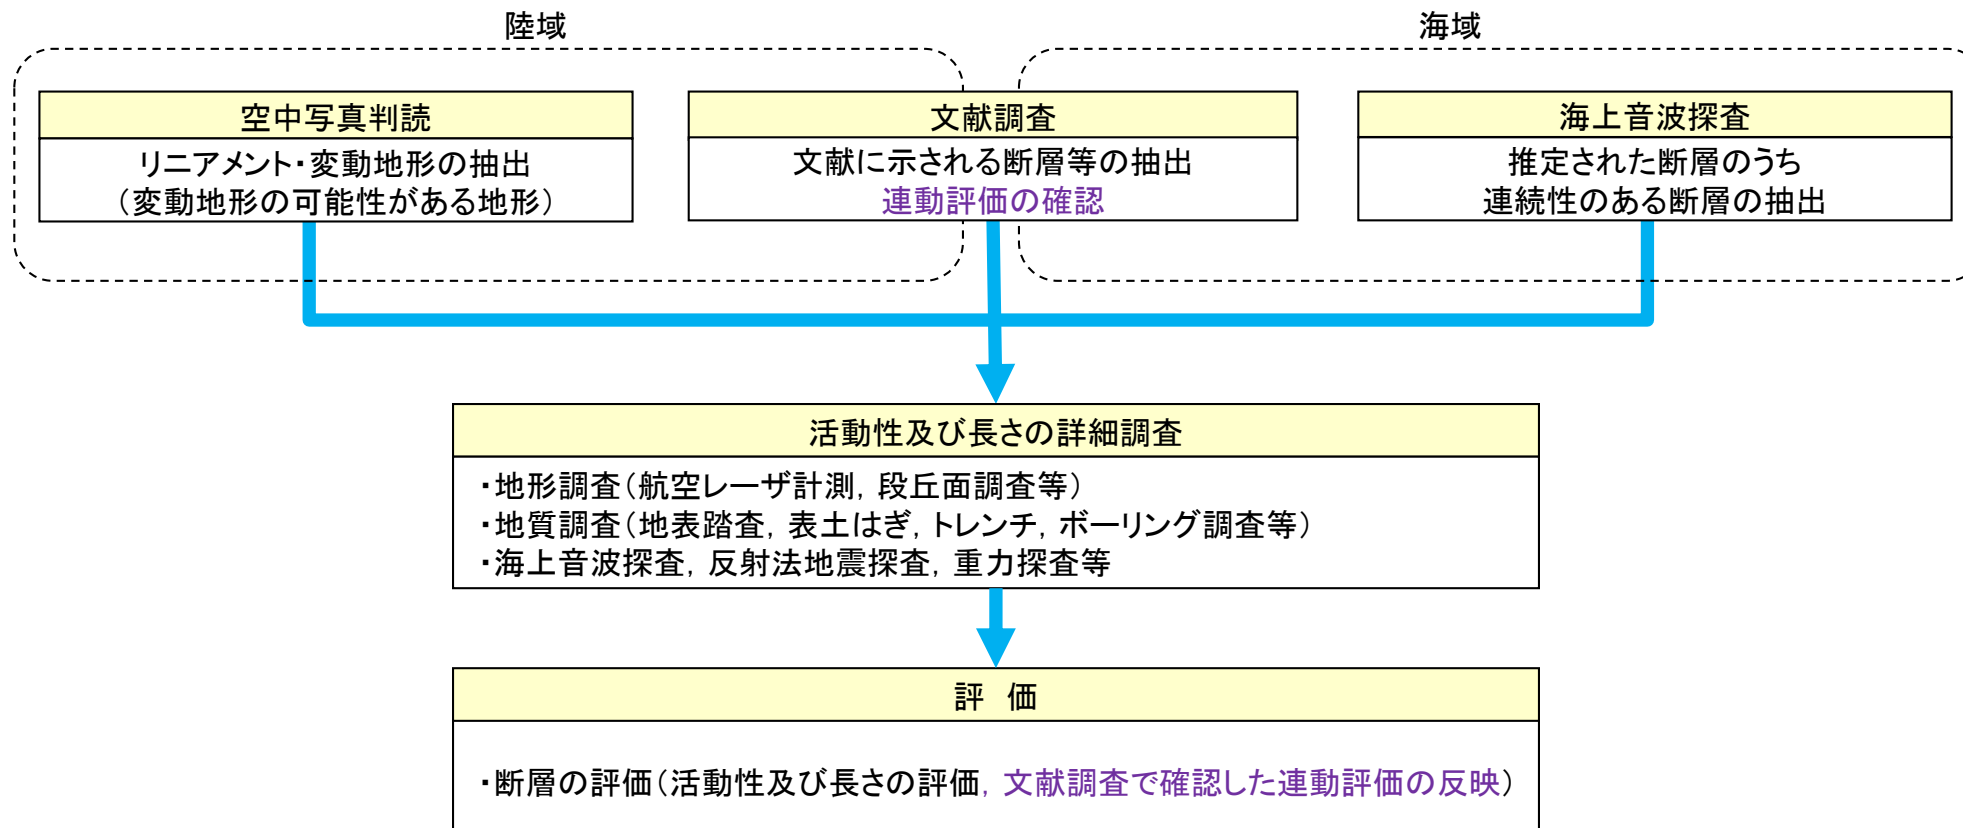 陸域
海域
空中写真判読
リニアメント・変動地形の抽出
（変動地形の可能性がある地形）
文献調査
文献に示される断層等の抽出
連動評価の確認
海上音波探査
推定された断層のうち
連続性のある断層の抽出
活動性及び長さの詳細調査
・地形調査（航空レーザ計測，段丘面調査等）
・地質調査（地表踏査，表土はぎ，トレンチ，ボーリング調査等）
・海上音波探査，反射法地震探査，重力探査等
評　価
・断層の評価（活動性及び長さの評価，文献調査で確認した連動評価の反映）